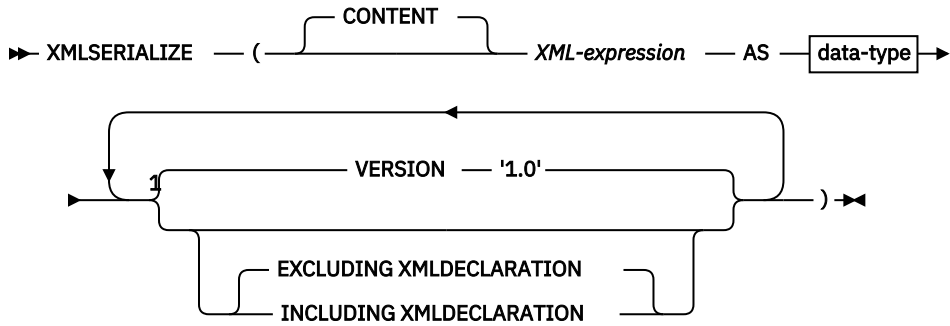 CONTENT
XMLSERIALIZE ( XML-expression AS data-type
1
VERSION '1.0'
)
EXCLUDING XMLDECLARATION
INCLUDING XMLDECLARATION